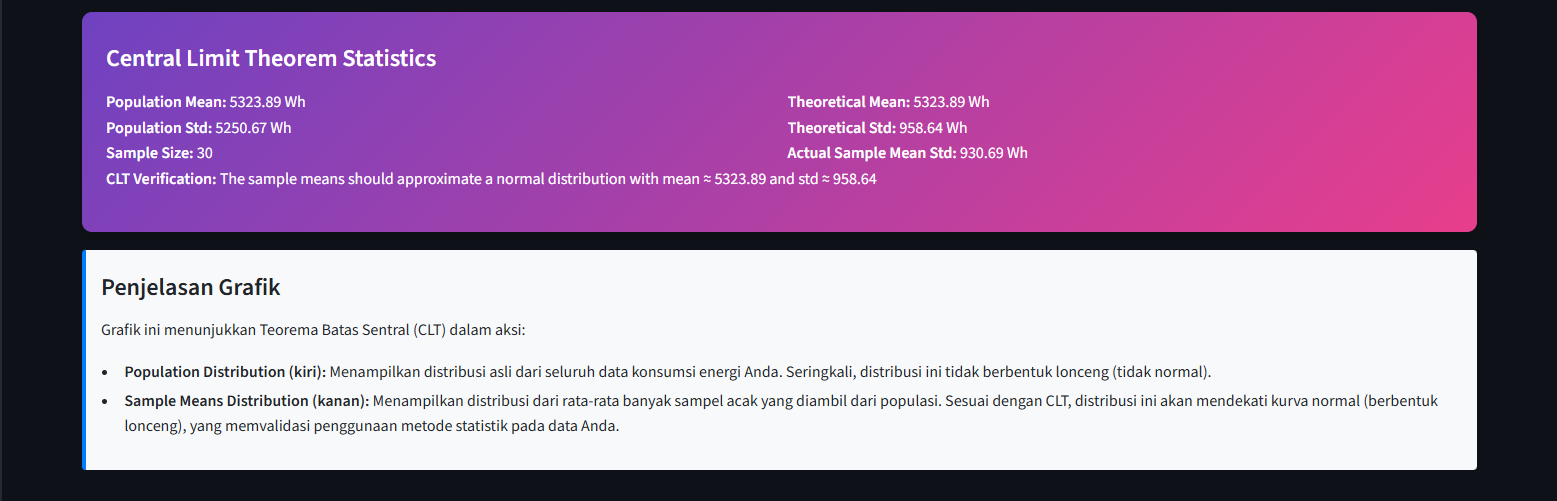 Central Limit Theorem Statistics
Population Mean: 5323.89 Wh
Population Std: 5250.67 Wh
Sample Size: 30
Theoretical Mean: 5323.89 Wh
Theoretical Std: 958.64 Wh
Actual Sample Mean Std: 930.69 Wh
CLT Verification: The sample means should approximate a normal distribution with mean ≈ 5323.89 and std ≈ 958.64
Penjelasan Grafik
Grafik ini menunjukkan Teorema Batas Sentral (CLT) dalam aksi:
• Population Distribution (kiri): Menampilkan distribusi asli dari seluruh data konsumsi energi Anda. Seringkali, distribusi ini tidak berbentuk lonceng (tidak normal).
• Sample Means Distribution (kanan): Menampilkan distribusi dari rata-rata banyak sampel acak yang diambil dari populasi. Sesuai dengan CLT, distribusi ini akan mendekati kurva normal (berbentuk
lonceng), yang memvalidasi penggunaan metode statistik pada data Anda.